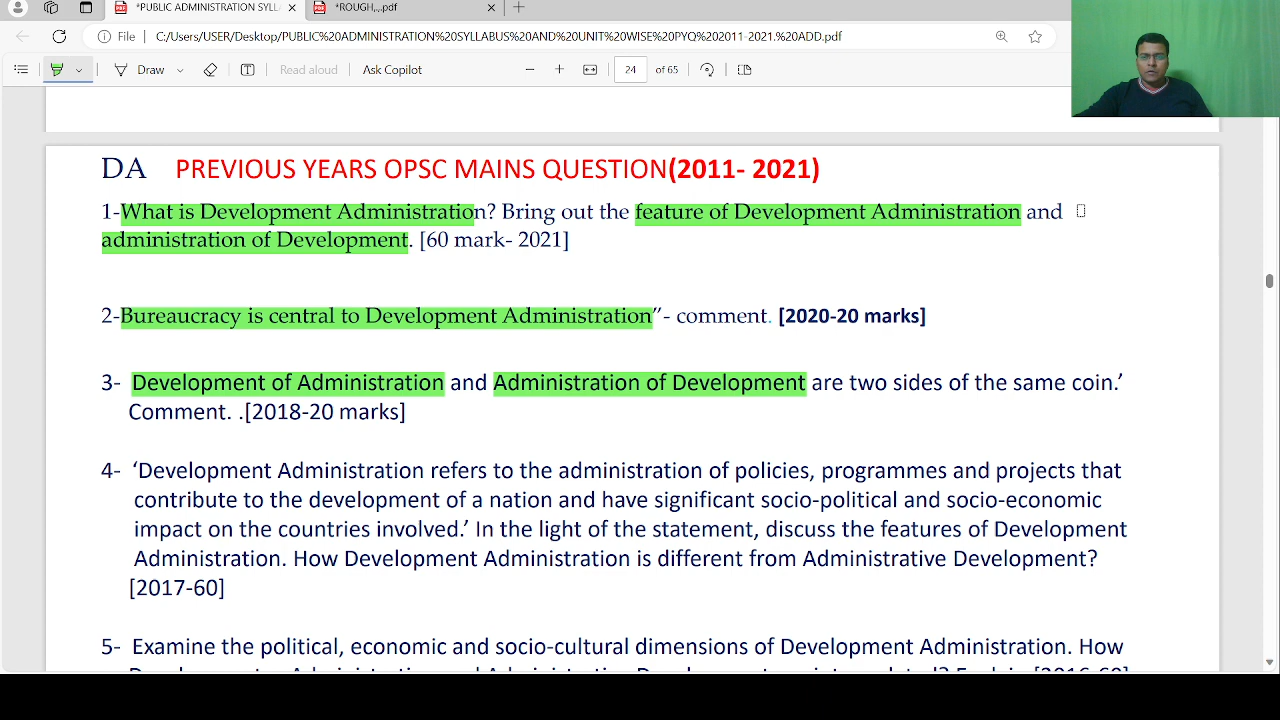 *PUBLIC ADMINISTRATION SYLLA
*ROUGH,,.pdf
File C:/Users/USER/Desktop/PUBLIC%20ADMINISTRATION%20SYLLABUS%20AND%20UNIT%20WISE%20PYQ%202011-2021.%20ADD.pdf
Draw Read aloud Ask Copilot 24 of 65
DA PREVIOUS YEARS OPSC MAINS QUESTION(2011- 2021)
1-What is Development Administration? Bring out the feature of Development Administration and
administration of Development. [60 mark- 2021]
2-Bureaucracy is central to Development Administration”- comment. [2020-20 marks]
3- Development of Administration and Administration of Development are two sides of the same coin.’
Comment. .[2018-20 marks]
4- ‘Development Administration refers to the administration of policies, programmes and projects that
contribute to the development of a nation and have significant socio-political and socio-economic
impact on the countries involved.’ In the light of the statement, discuss the features of Development
Administration. How Development Administration is different from Administrative Development?
[2017-60]
5- Examine the political, economic and socio-cultural dimensions of Development Administration. How